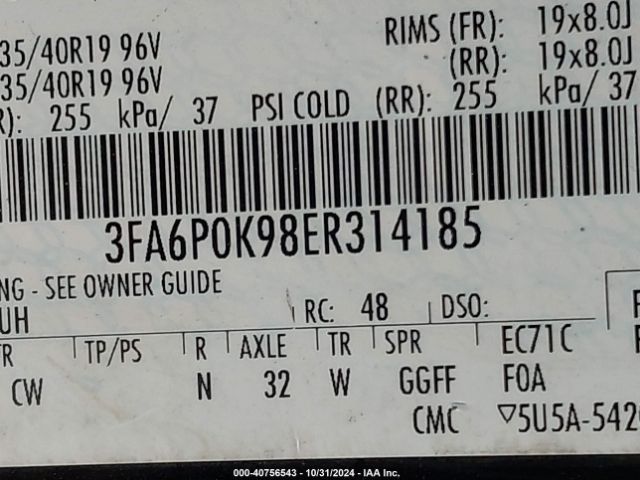 35/40R19 96V RIMS (FR): 19x8.0J
35/40R19 96V (RR): 19x8.0J
R): 255 kPa/ 37 PSI COLD (RR): 255 kPa/ 37
3FA6P0K98ER314185
NG - SEE OWNER GUIDE
UH RC: 48 DSO:
TR TP/PS R AXLE TR SPR EC71C
CW N 32 W GGFF FOA
CMC ▽5U5A-542
000-40756543 - 10/31/2024 - IAA Inc.